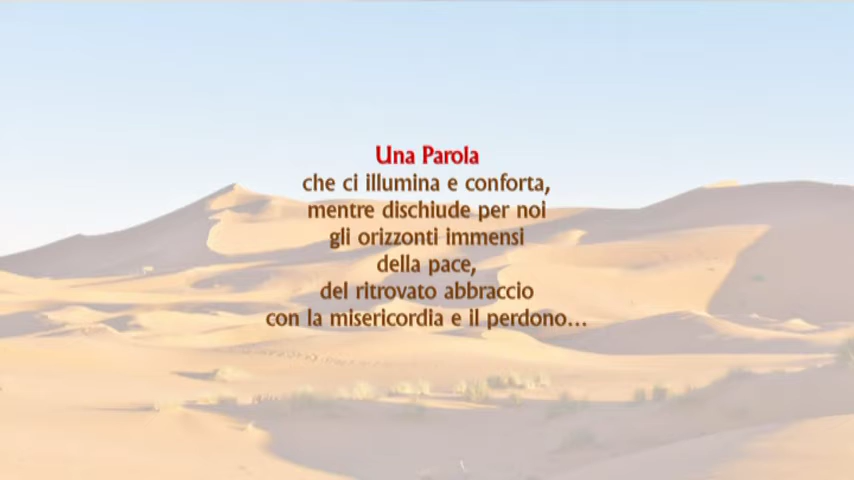 Una Parola
che ci illumina e conforta,
mentre dischiude per noi
gli orizzonti immensi
della pace,
del ritrovato abbraccio
con la misericordia e il perdono...